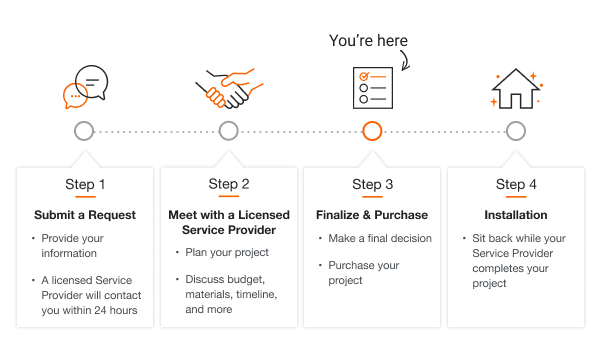 You're here
Step 1
Submit a Request
• Provide your
information
• A licensed Service
Provider will contact
you within 24 hours
Step 2
Meet with a Licensed
Service Provider
• Plan your project
• Discuss budget,
materials, timeline,
and more
Step 3
Finalize & Purchase
• Make a final decision
• Purchase your
project
Step 4
Installation
• Sit back while your
Service Provider
completes your
project